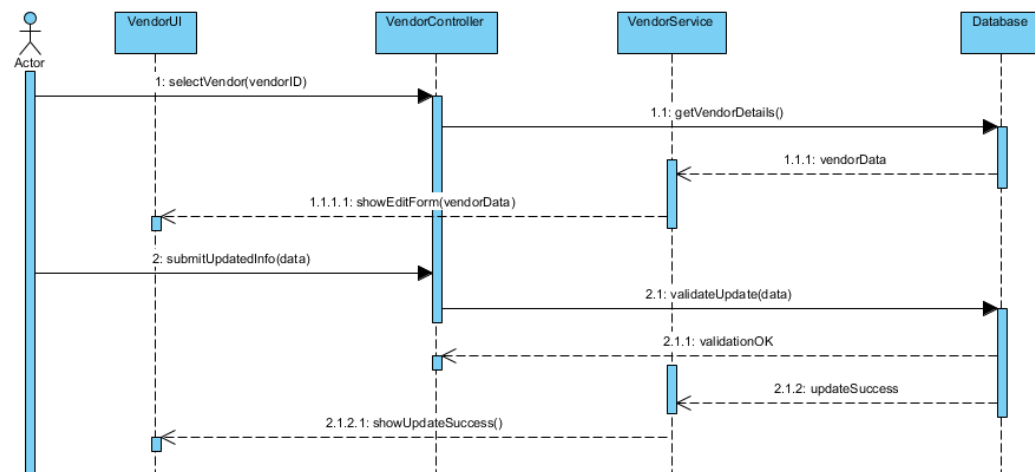 VendorUI
VendorController
VendorService
Database
Actor
1: selectVendor(vendorID)
1.1: getVendorDetails()
1.1.1: vendorData
1.1.1.1: showEditForm(vendorData)
2: submitUpdatedInfo(data)
2.1: validateUpdate(data)
2.1.1: validationOK
2.1.2: updateSuccess
2.1.2.1: showUpdateSuccess()